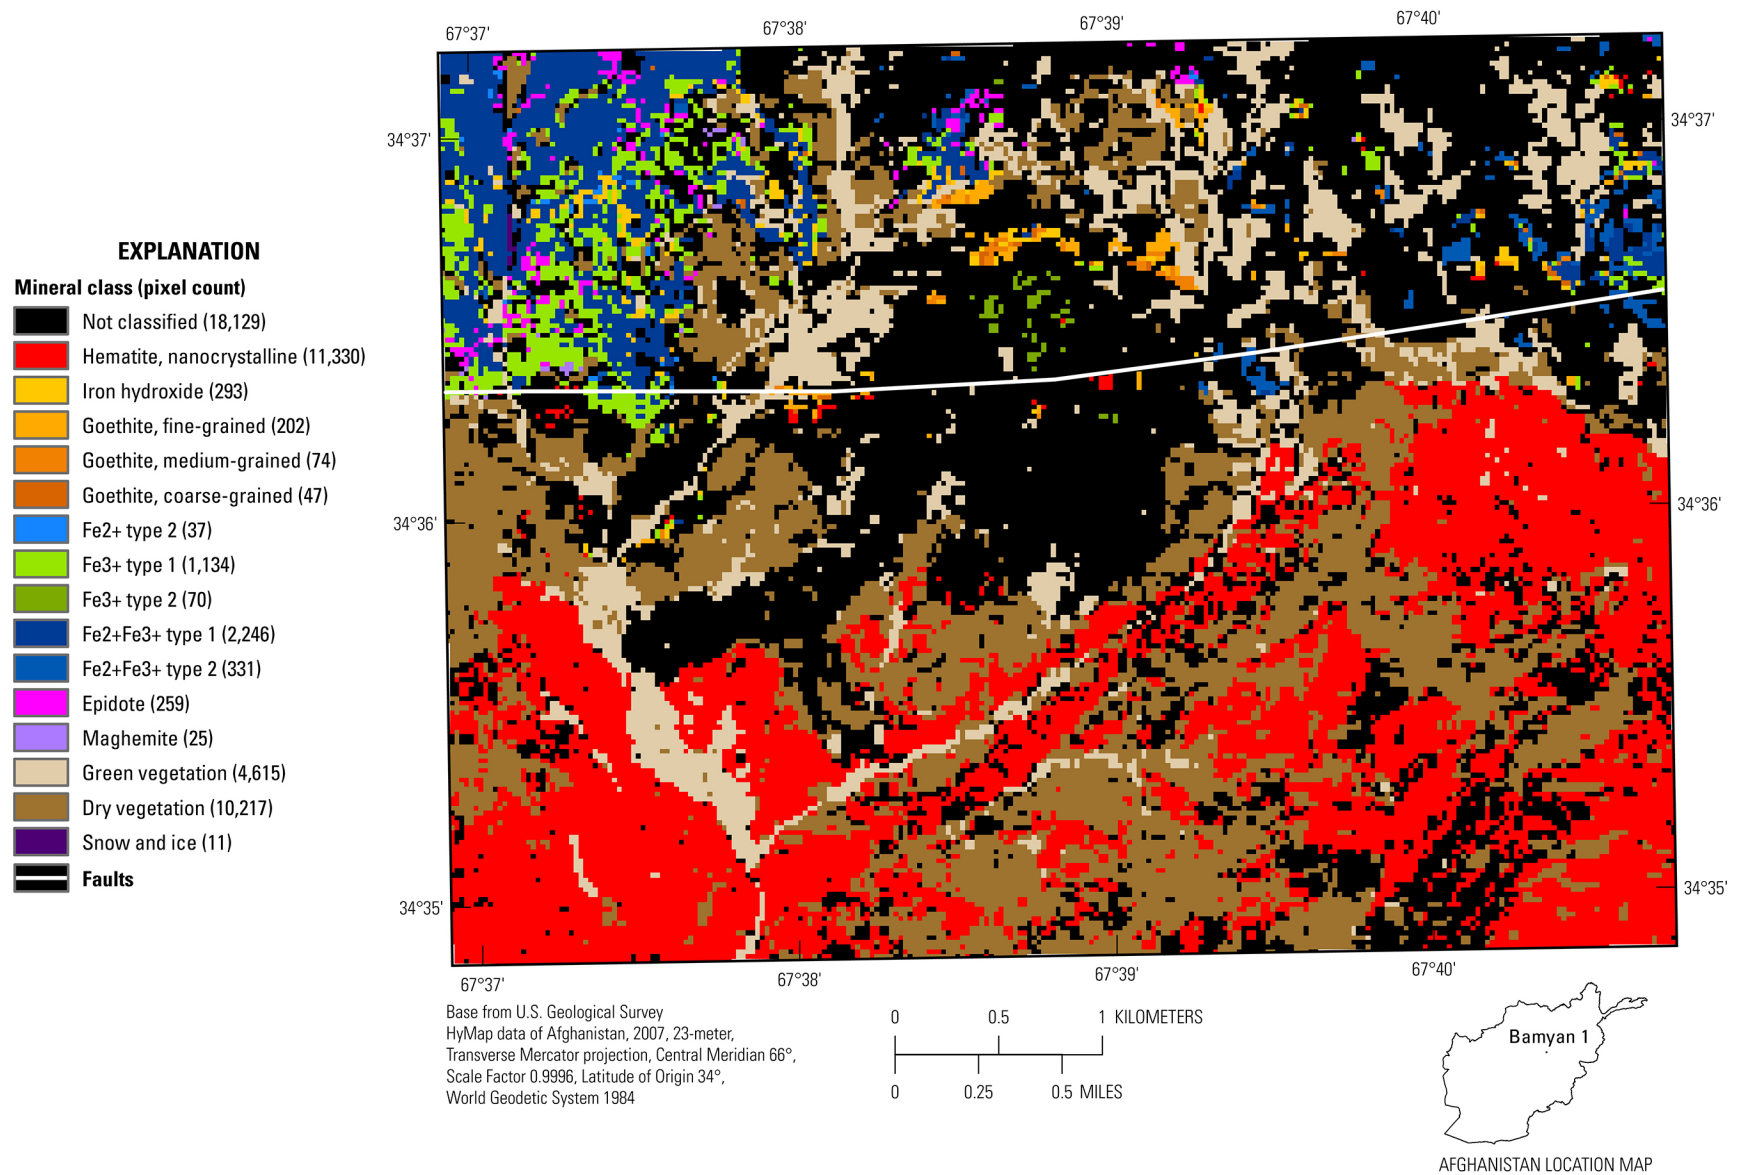 67°37'
67°38'
67°39'
67°40'
34°37'
34°37'
EXPLANATION
Mineral class (pixel count)
Not classified (18,129)
Hematite, nanocrystalline (11,330)
Iron hydroxide (293)
Goethite, fine-grained (202)
Goethite, medium-grained (74)
Goethite, coarse-grained (47)
Fe2+ type 2 (37)
Fe3+ type 1 (1,134)
Fe3+ type 2 (70)
Fe2+Fe3+ type 1 (2,246)
Fe2+Fe3+ type 2 (331)
Epidote (259)
Maghemite (25)
Green vegetation (4,615)
Dry vegetation (10,217)
Snow and ice (11)
Faults
34°36'
34°36'
34°35'
34°35'
67°37'
67°38'
67°39'
67°40'
Base from U.S. Geological Survey
HyMap data of Afghanistan, 2007, 23-meter,
Transverse Mercator projection, Central Meridian 66°,
Scale Factor 0.9996, Latitude of Origin 34°,
World Geodetic System 1984
0 0.5 1 KILOMETERS
0 0.25 0.5 MILES
Bamyan 1
AFGHANISTAN LOCATION MAP